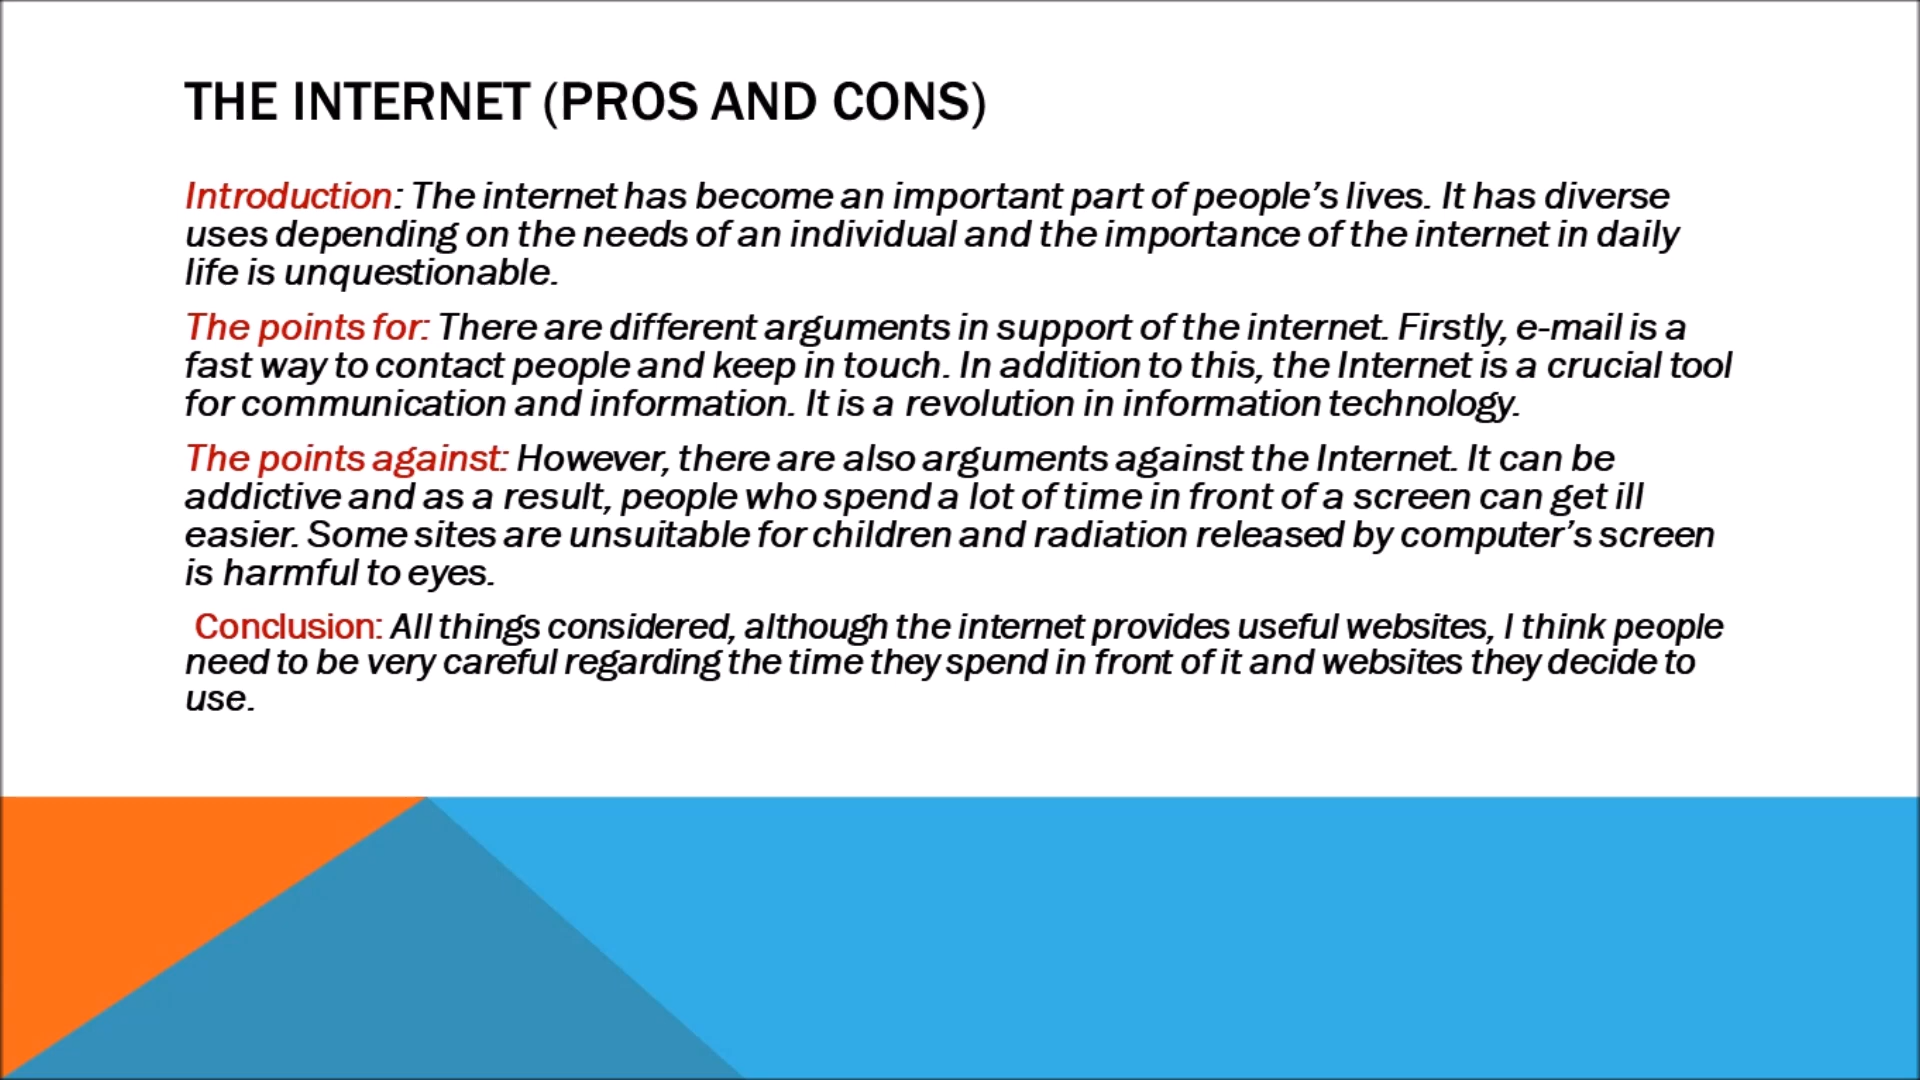 THE INTERNET (PROS AND CONS)
Introduction: The internet has become an important part of people’s lives. It has diverse
uses depending on the needs of an individual and the importance of the internet in daily
life is unquestionable.
The points for: There are different arguments in support of the internet. Firstly, e-mail is a
fast way to contact people and keep in touch. In addition to this, the Internet is a crucial tool
for communication and information. It is a revolution in information technology.
The points against: However, there are also arguments against the Internet. It can be
addictive and as a result, people who spend a lot of time in front of a screen can get ill
easier. Some sites are unsuitable for children and radiation released by computer’s screen
is harmful to eyes.
Conclusion: All things considered, although the internet provides useful websites, I think people
need to be very careful regarding the time they spend in front of it and websites they decide to
use.